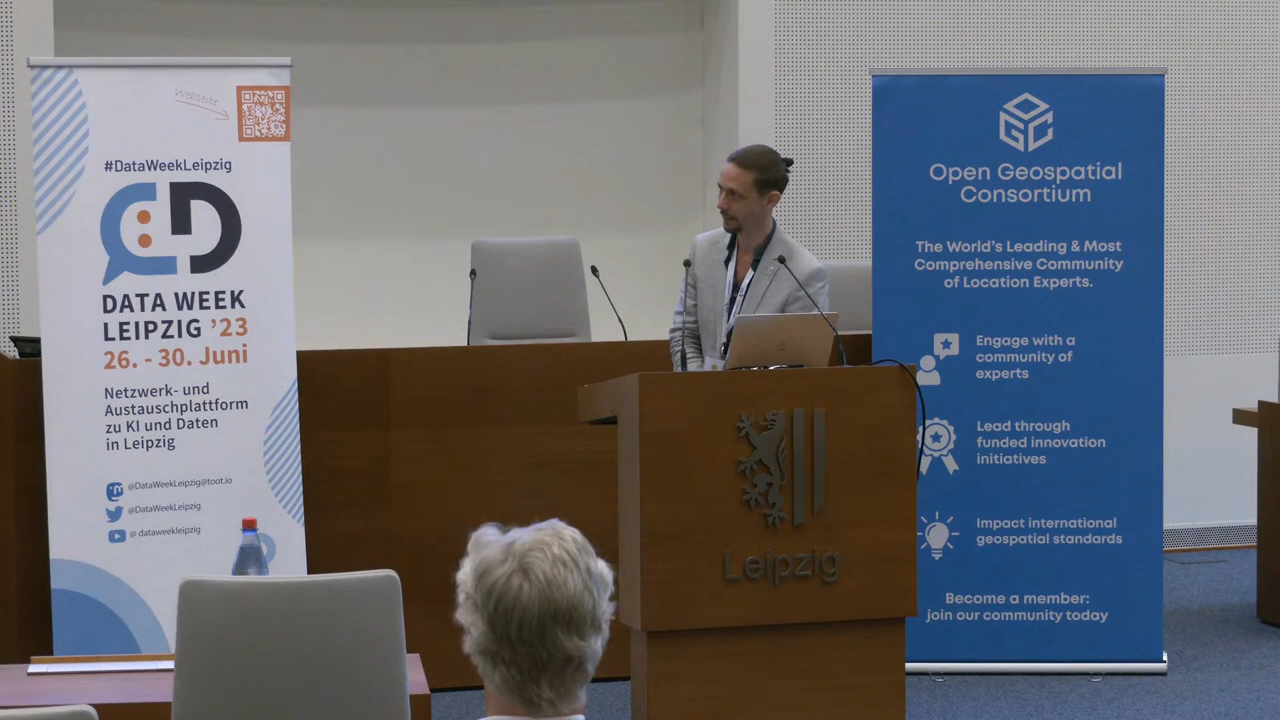 Webseite
#DataWeekLeipzig
DATA WEEK
LEIPZIG ’23
26. - 30. Juni
Netzwerk- und
Austauschplattform
zu KI und Daten
in Leipzig
@DataWeekLeipzig@toot.io
@DataWeekLeipzig
@ dataweekleipzig
Leipzig
OGC
Open Geospatial
Consortium
The World’s Leading & Most
Comprehensive Community
of Location Experts.
Engage with a
community of
experts
Lead through
funded innovation
initiatives
Impact international
geospatial standards
Become a member:
join our community today